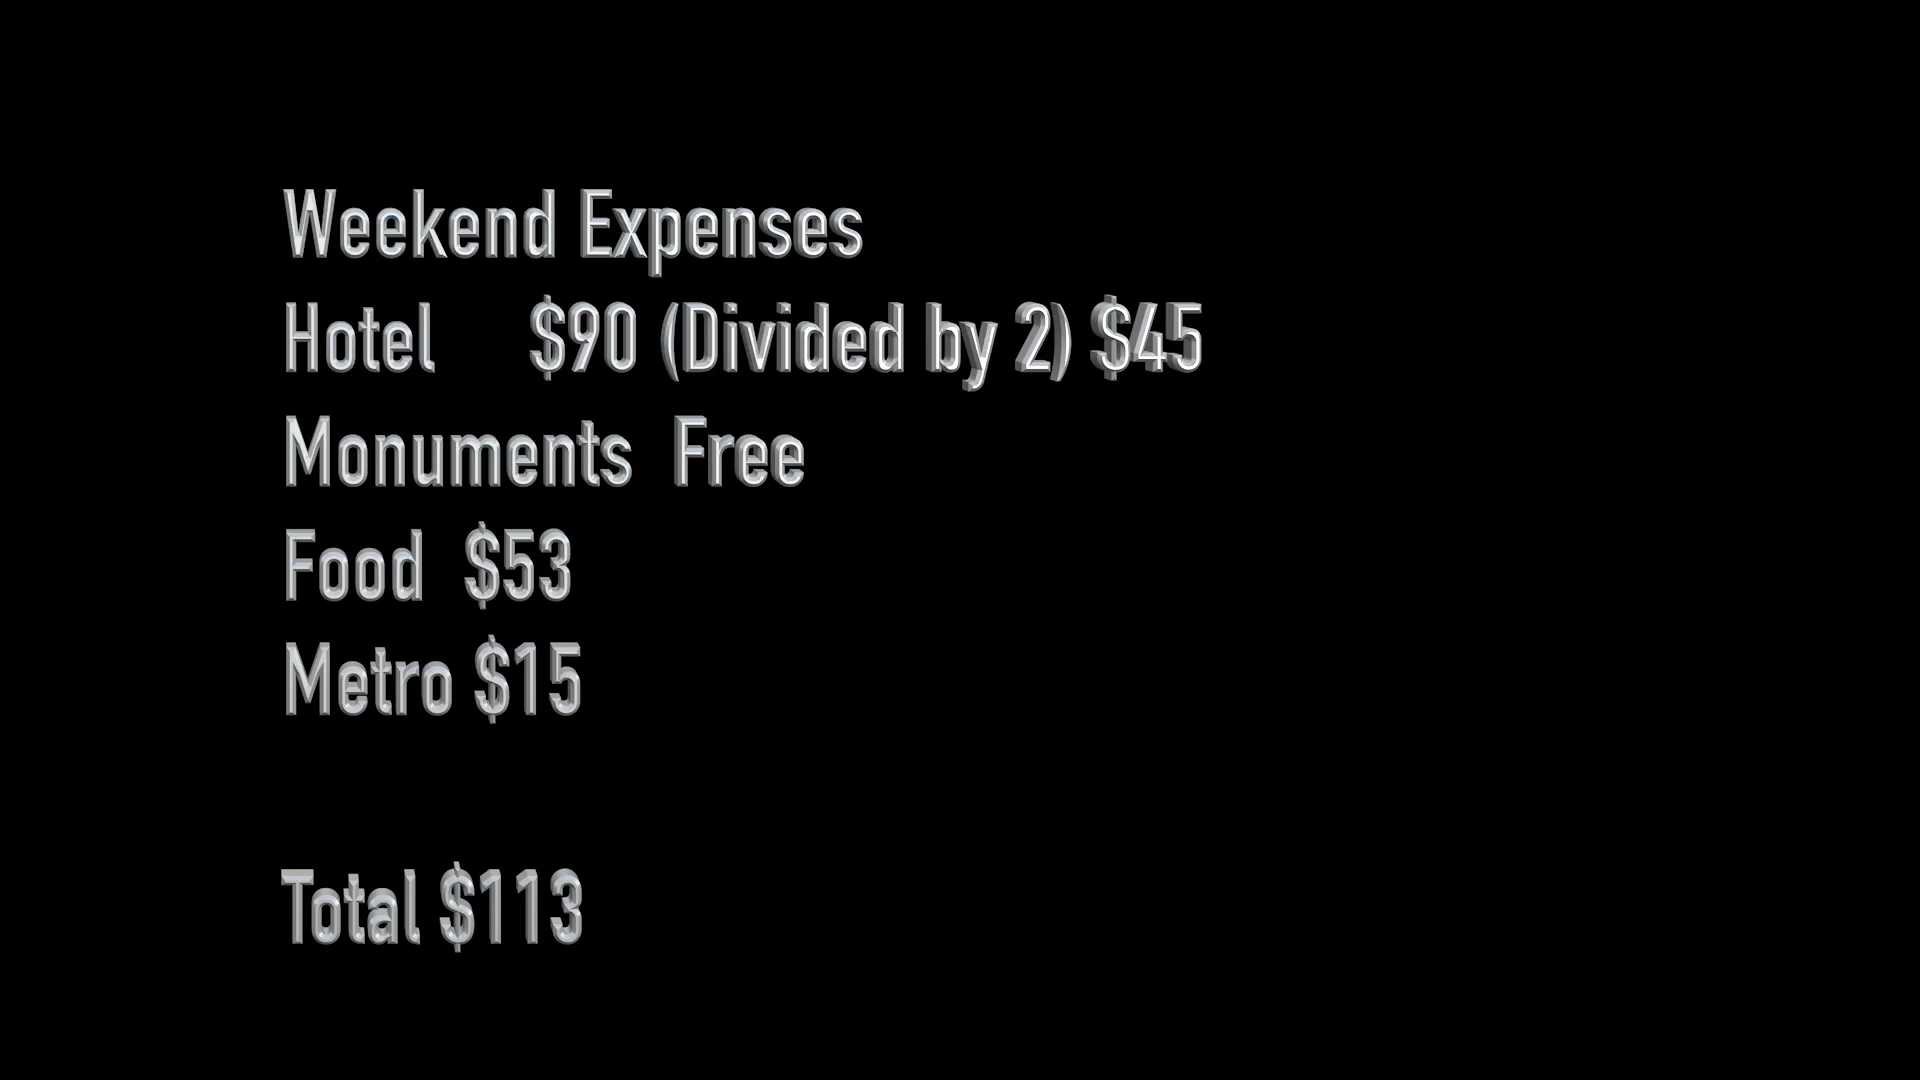 Weekend Expenses
Hotel $90 (Divided by 2) $45
Monuments Free
Food $53
Metro $15
Total $113